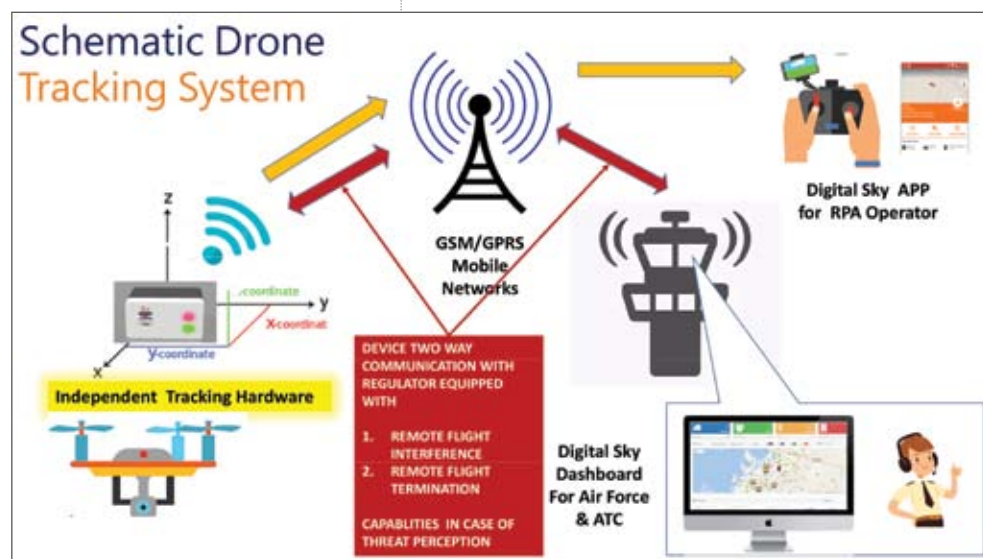 Schematic Drone
Tracking System
Digital Sky APP
for RPA Operator
GSM/GPRS
Mobile
Networks
z
y
x
-coordinate
X-coordinat
y-coordinate
Independent Tracking Hardware
DEVICE TWO WAY
COMMUNICATION WITH
REGULATOR EQUIPPED
WITH
1. REMOTE FLIGHT
INTERFERENCE
2. REMOTE FLIGHT
TERMINATION
CAPABLITIES IN CASE OF
THREAT PERCEPTION
Digital Sky
Dashboard
For Air Force
& ATC